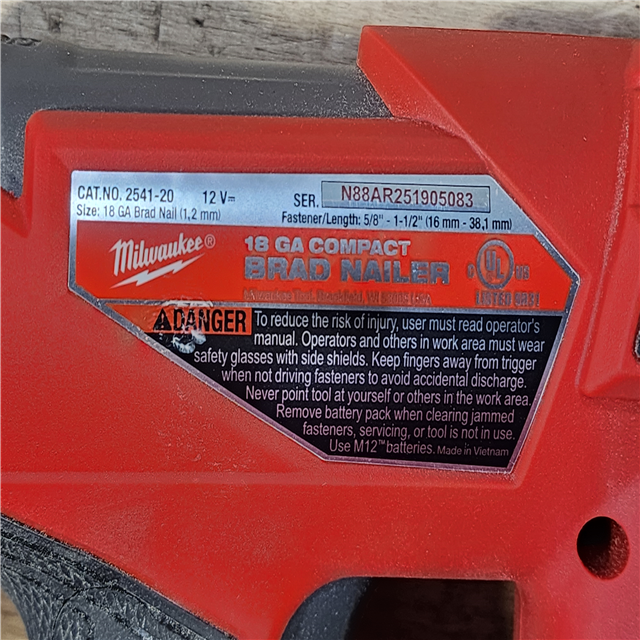 CAT.NO. 2541-20 12 V⎓ SER. N88AR251905083
Size: 18 GA Brad Nail (1,2 mm) Fastener/Length: 5/8" - 1-1/2" (16 mm - 38,1 mm)
Milwaukee®
18 GA COMPACT
BRAD NAILER
UL
LISTED
DANGER
To reduce the risk of injury, user must read operator's
manual. Operators and others in work area must wear
safety glasses with side shields. Keep fingers away from trigger
when not driving fasteners to avoid accidental discharge.
Never point tool at yourself or others in the work area.
Remove battery pack when clearing jammed
fasteners, servicing, or tool is not in use.
Use M12™ batteries. Made in Vietnam